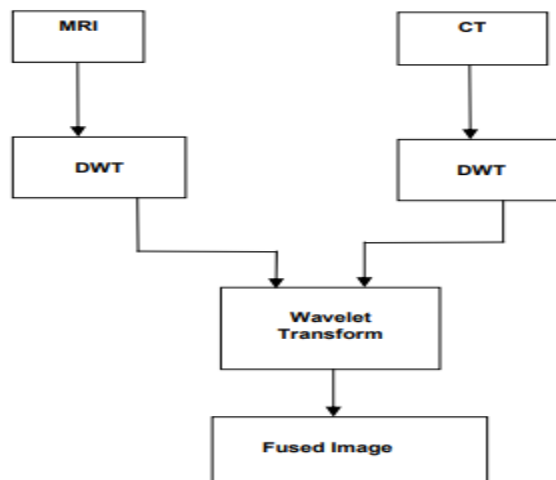 MRI
CT
DWT
DWT
Wavelet
Transform
Fused Image